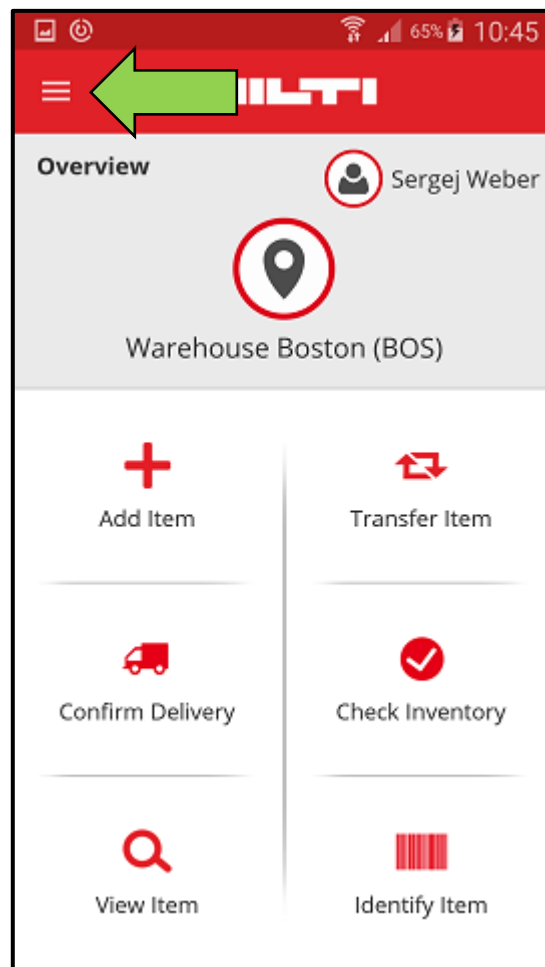 65% 10:45
Overview
Sergej Weber
Warehouse Boston (BOS)
Add Item
Transfer Item
Confirm Delivery
Check Inventory
View Item
Identify Item